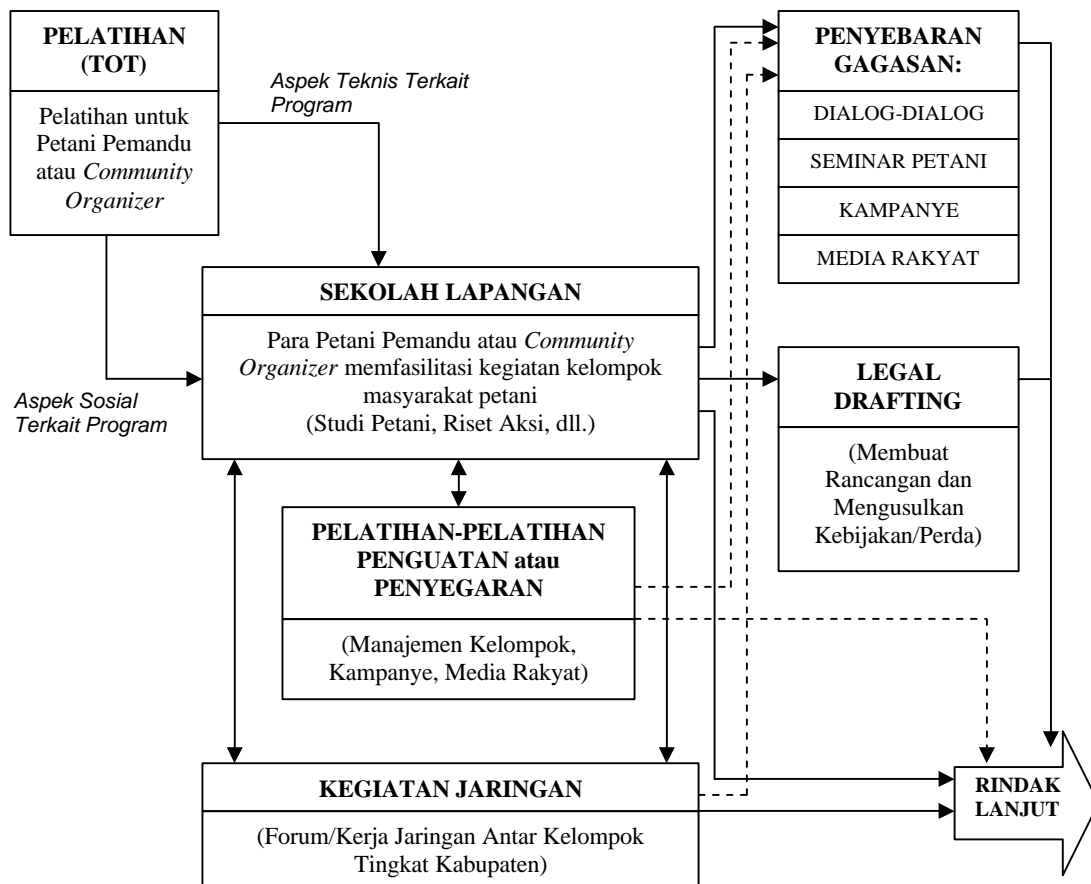 PELATIHAN
(TOT)
Pelatihan untuk
Petani Pemandu
atau Community
Organizer
Aspek Teknis Terkait
Program
Aspek Sosial
Terkait Program
SEKOLAH LAPANGAN
Para Petani Pemandu atau Community
Organizer memfasilitasi kegiatan kelompok
masyarakat petani
(Studi Petani, Riset Aksi, dll.)
PELATIHAN-PELATIHAN
PENGUATAN atau
PENYEGARAN
(Manajemen Kelompok,
Kampanye, Media Rakyat)
KEGIATAN JARINGAN
(Forum/Kerja Jaringan Antar Kelompok
Tingkat Kabupaten)
PENYEBARAN
GAGASAN:
DIALOG-DIALOG
SEMINAR PETANI
KAMPANYE
MEDIA RAKYAT
LEGAL
DRAFTING
(Membuat
Rancangan dan
Mengusulkan
Kebijakan/Perda)
RINDAK
LANJUT